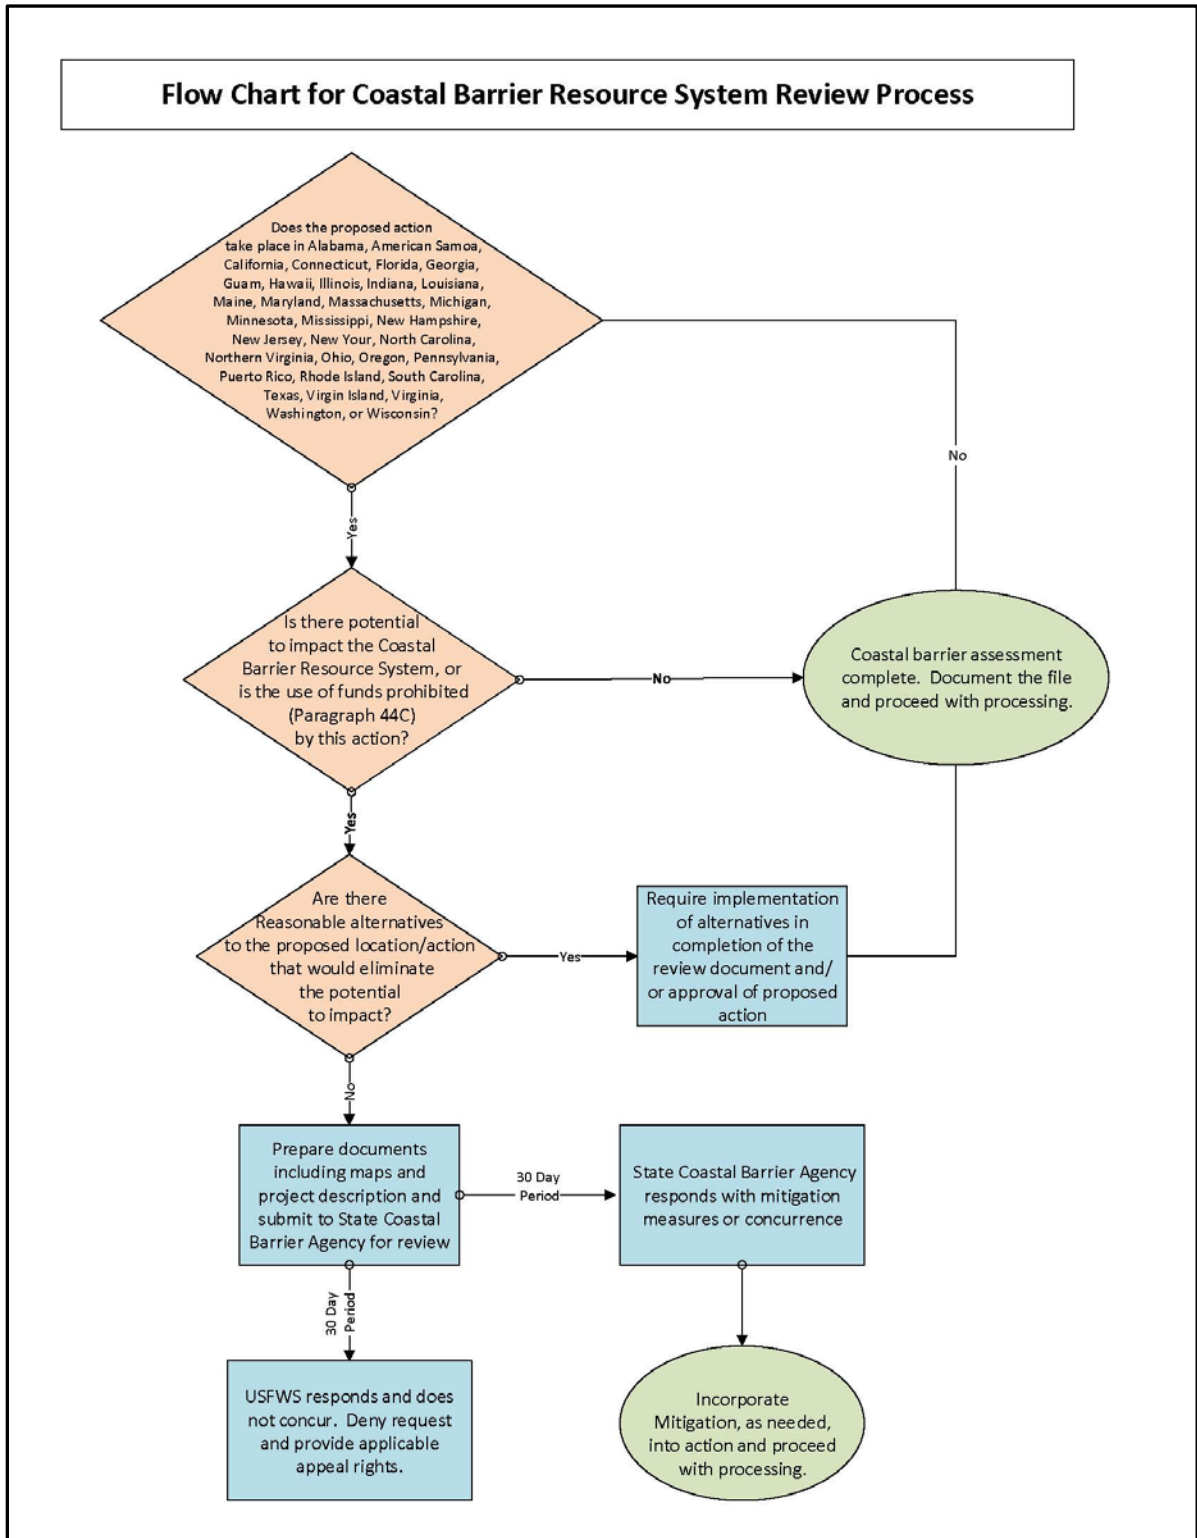 Flow Chart for Coastal Barrier Resource System Review Process
Does the proposed action
take place in Alabama, American Samoa,
California, Connecticut, Florida, Georgia,
Guam, Hawaii, Illinois, Indiana, Louisiana,
Maine, Maryland, Massachusetts, Michigan,
Minnesota, Mississippi, New Hampshire,
New Jersey, New Your, North Carolina,
Northern Virginia, Ohio, Oregon, Pennsylvania,
Puerto Rico, Rhode Island, South Carolina,
Texas, Virgin Island, Virginia,
Washington, or Wisconsin?
No
Yes
Is there potential
to impact the Coastal
Barrier Resource System, or
is the use of funds prohibited
(Paragraph 44C)
by this action?
No
Coastal barrier assessment
complete. Document the file
and proceed with processing.
Yes
Are there
Reasonable alternatives
to the proposed location/action
that would eliminate
the potential
to impact?
Yes
Require implementation
of alternatives in
completion of the
review document and/
or approval of proposed
action
No
Prepare documents
including maps and
project description and
submit to State Coastal
Barrier Agency for review
30 Day
Period
State Coastal Barrier Agency
responds with mitigation
measures or concurrence
30 Day
Period
USFWS responds and does
not concur. Deny request
and provide applicable
appeal rights.
Incorporate
Mitigation, as needed,
into action and proceed
with processing.